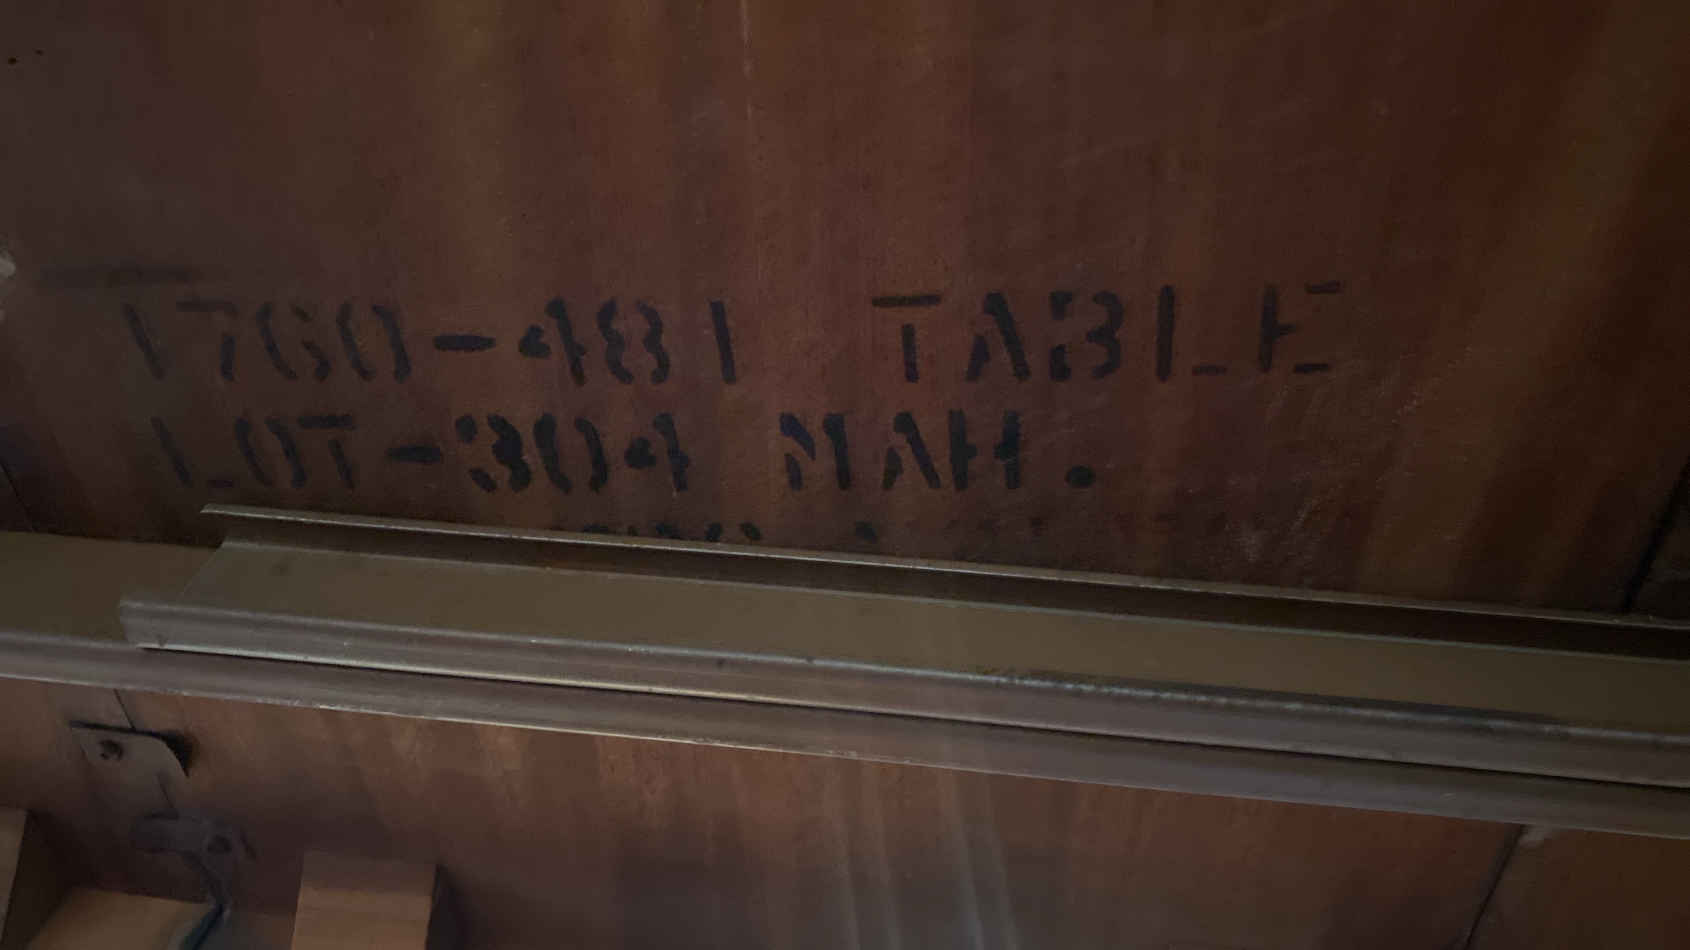 1760-481 TABLE
LOT-304 MAH.